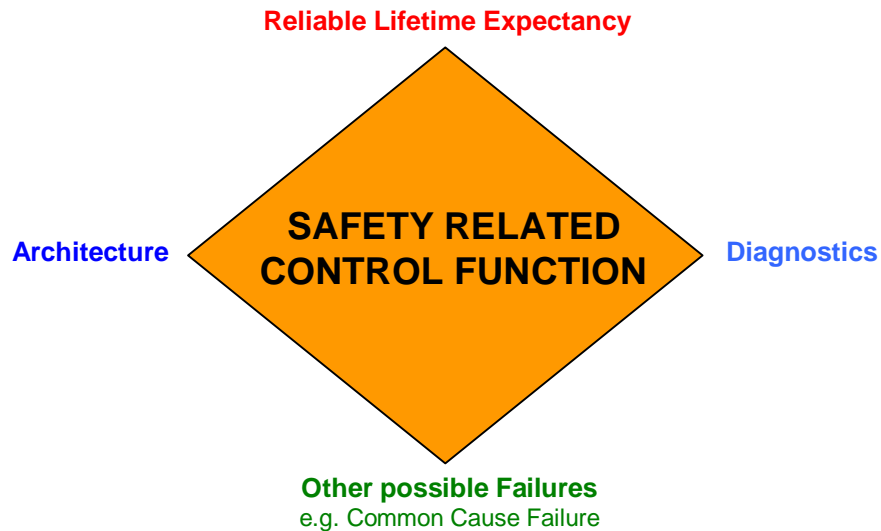 Reliable Lifetime Expectancy
SAFETY RELATED
CONTROL FUNCTION
Architecture
Diagnostics
Other possible Failures
e.g. Common Cause Failure